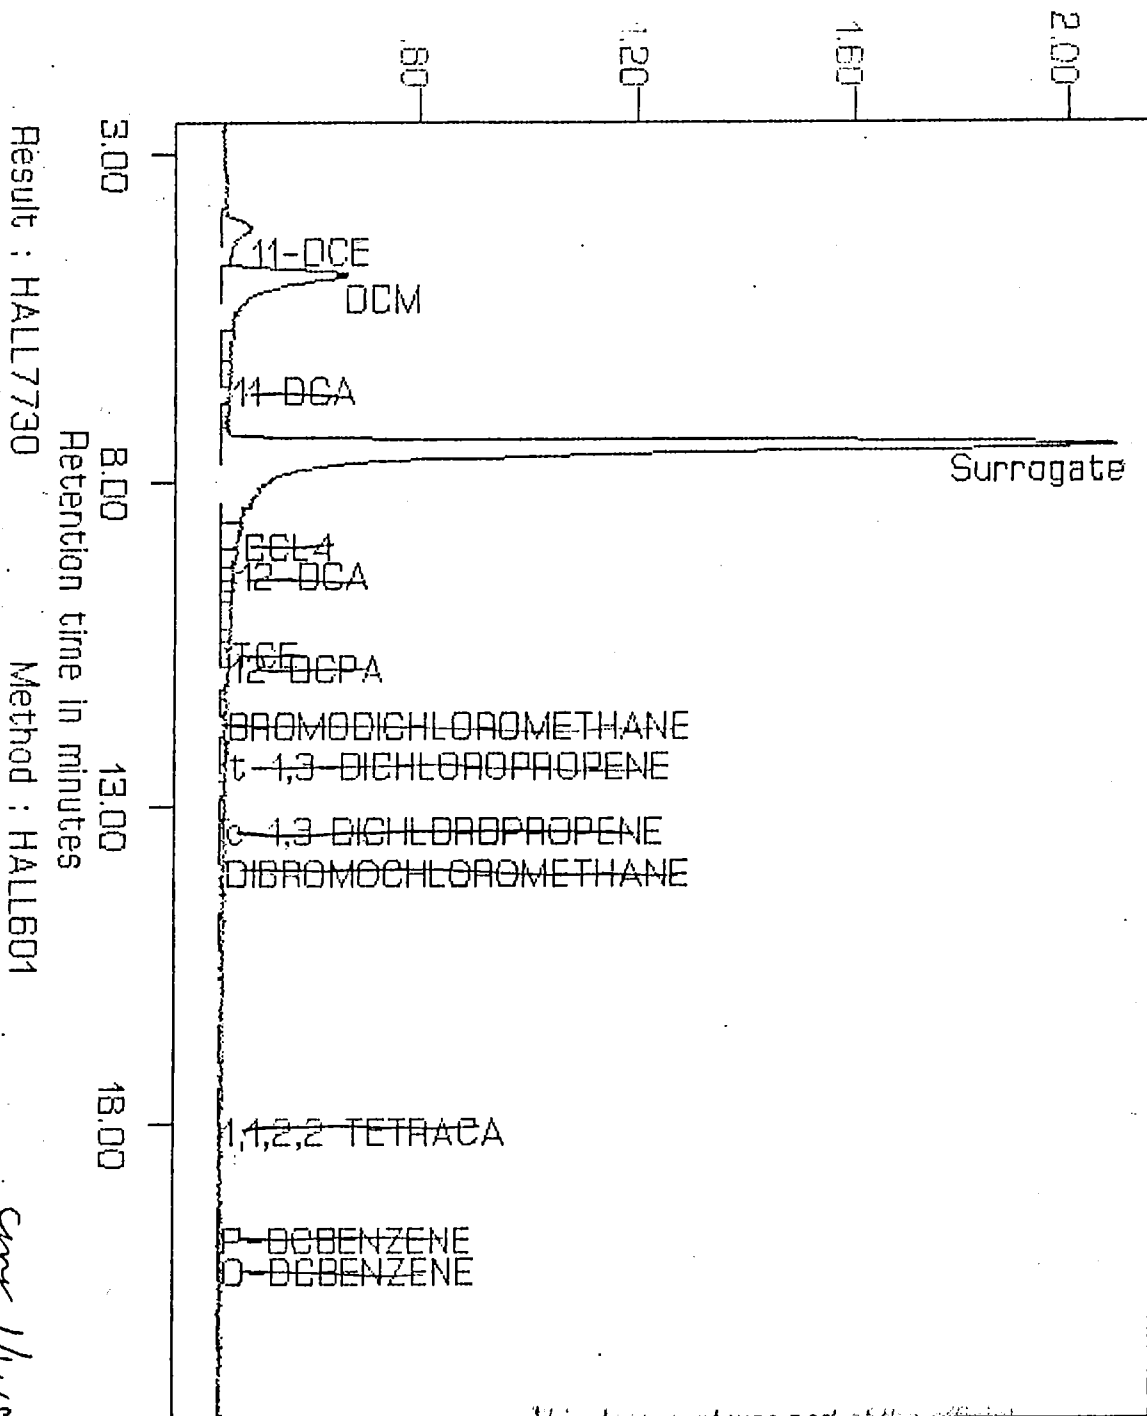 .80
1.20
1.60
2.00
3.00
8.00
13.00
18.00
11-DCE
DCM
11-DCA
Surrogate
CCL4
12-DCA
TCE
12-DCPA
BROMODICHLOROMETHANE
t-1,3-DICHLOROPROPENE
c-1,3-DICHLOROPROPENE
DIBROMOCHLOROMETHANE
1,1,2,2 TETRACA
P-DCBENZENE
O-DCBENZENE
Retention time in minutes
Result : HALL7730 Method : HALL601